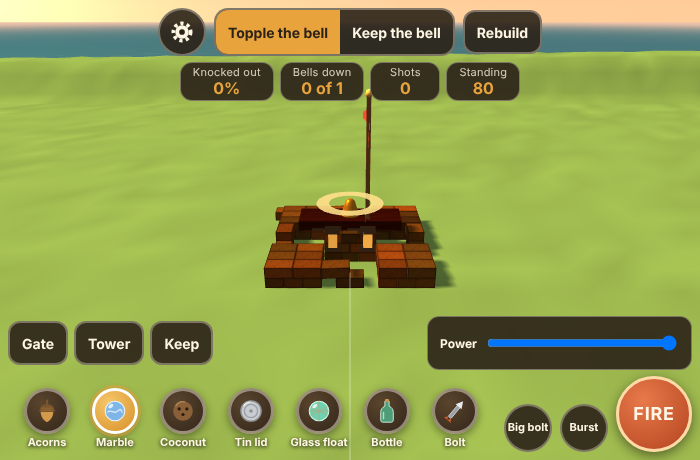 Topple the bell
Keep the bell
Rebuild
Knocked out
0%
Bells down
0 of 1
Shots
0
Standing
80
Gate
Tower
Keep
Power
Acorns
Marble
Coconut
Tin lid
Glass float
Bottle
Bolt
Big bolt
Burst
FIRE